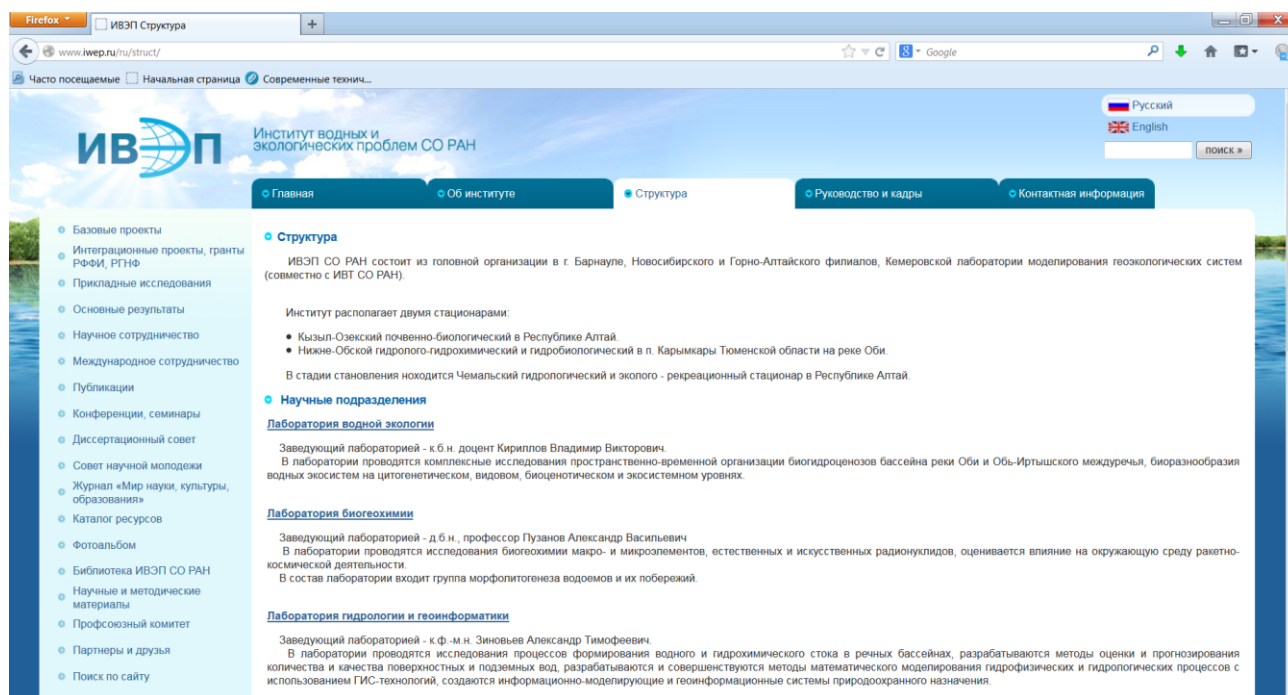 Firefox
ИВЭП Структура
www.iwep.ru/ru/struct/
Google
Часто посещаемые Начальная страница Современные технич...
Русский
English
поиск »
ИВЭП
Институт водных и
экологических проблем СО РАН
Главная
Об институте
Структура
Руководство и кадры
Контактная информация
Базовые проекты
Интеграционные проекты, гранты
РФФИ, РГНФ
Прикладные исследования
Основные результаты
Научное сотрудничество
Международное сотрудничество
Публикации
Конференции, семинары
Диссертационный совет
Совет научной молодежи
Журнал «Мир науки, культуры,
образования»
Каталог ресурсов
Фотоальбом
Библиотека ИВЭП СО РАН
Научные и методические
материалы
Профсоюзный комитет
Партнеры и друзья
Поиск по сайту
Структура
ИВЭП СО РАН состоит из головной организации в г. Барнауле, Новосибирского и Горно-Алтайского филиалов, Кемеровской лаборатории моделирования геоэкологических систем
(совместно с ИВТ СО РАН).
Институт располагает двумя стационарами:
Кызыл-Озекский почвенно-биологический в Республике Алтай.
Нижне-Обской гидролого-гидрохимический и гидробиологический в п. Карымкары Тюменской области на реке Оби.
В стадии становления ноходится Чемальский гидрологический и эколого - рекреационный стационар в Республике Алтай.
Научные подразделения
Лаборатория водной экологии
Заведующий лабораторией - к.б.н. доцент Кириллов Владимир Викторович.
В лаборатории проводятся комплексные исследования пространственно-временной организации биогидроценозов бассейна реки Оби и Обь-Иртышского междуречья, биоразнообразия
водных экосистем на цитогенетическом, видовом, биоценотическом и экосистемном уровнях.
Лаборатория биогеохимии
Заведующий лабораторией - д.б.н., профессор Пузанов Александр Васильевич
В лаборатории проводятся исследования биогеохимии макро- и микроэлементов, естественных и искусственных радионуклидов, оценивается влияние на окружающую среду ракетно-
космической деятельности.
В состав лаборатории входит группа морфолитогенеза водоемов и их побережий.
Лаборатория гидрологии и геоинформатики
Заведующий лабораторией - к.ф.-м.н. Зиновьев Александр Тимофеевич.
В лаборатории проводятся исследования процессов формирования водного и гидрохимического стока в речных бассейнах, разрабатываются методы оценки и прогнозирования
количества и качества поверхностных и подземных вод, разрабатываются и совершенствуются методы математического моделирования гидрофизических и гидрологических процессов с
использованием ГИС-технологий, создаются информационно-моделирующие и геоинформационные системы природоохранного назначения.